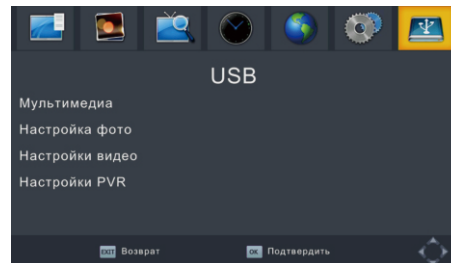 USB
Мультимедиа
Настройка фото
Настройки видео
Настройки PVR
EXIT Возврат OK Подтвердить